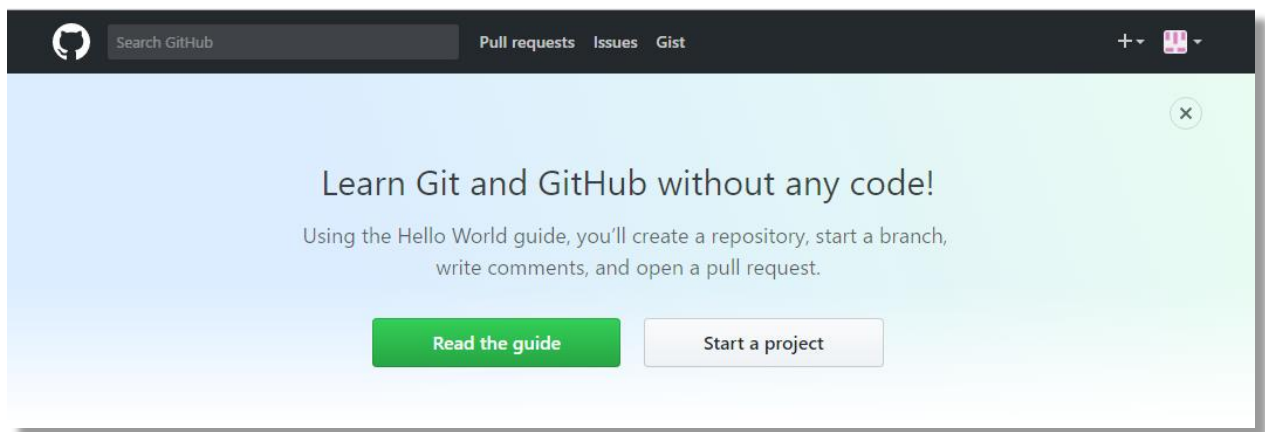 Search GitHub Pull requests Issues Gist
Learn Git and GitHub without any code!
Using the Hello World guide, you'll create a repository, start a branch,
write comments, and open a pull request.
Read the guide Start a project